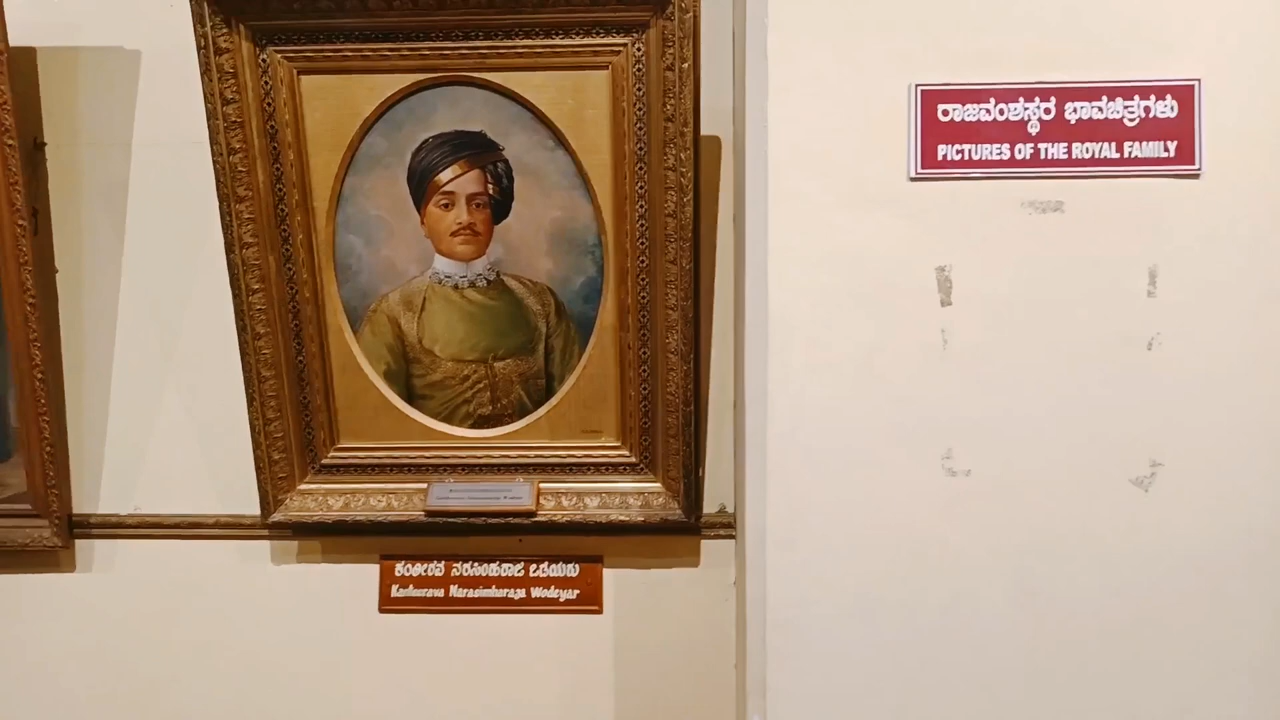 ರಾಜವಂಶಸ್ಥರ ಭಾವಚಿತ್ರಗಳು
PICTURES OF THE ROYAL FAMILY
ಕಂಠೀರವ ನರಸಿಂಹರಾಜ ಒಡೆಯರು
Kanteerava Narasimharaja Wodeyar